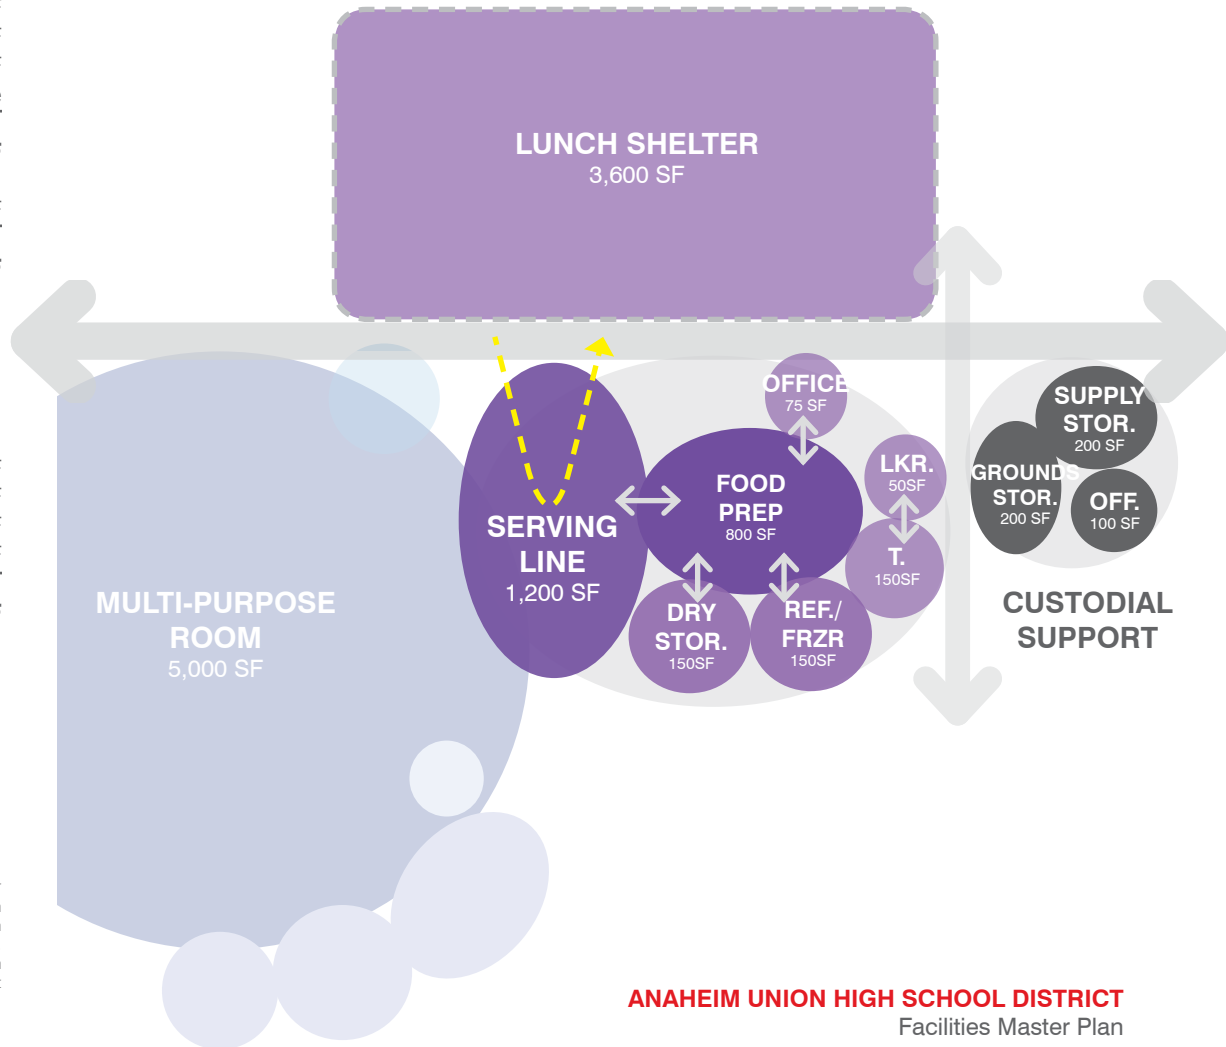 LUNCH SHELTER
3,600 SF
OFFICE
75 SF
SUPPLY
STOR.
200 SF
LKR.
50SF
GROUNDS
STOR.
200 SF
OFF.
100 SF
FOOD
PREP
800 SF
SERVING
LINE
1,200 SF
T.
150SF
DRY
STOR.
150SF
REF./
FRZR
150SF
MULTI-PURPOSE
ROOM
5,000 SF
CUSTODIAL
SUPPORT
ANAHEIM UNION HIGH SCHOOL DISTRICT
Facilities Master Plan